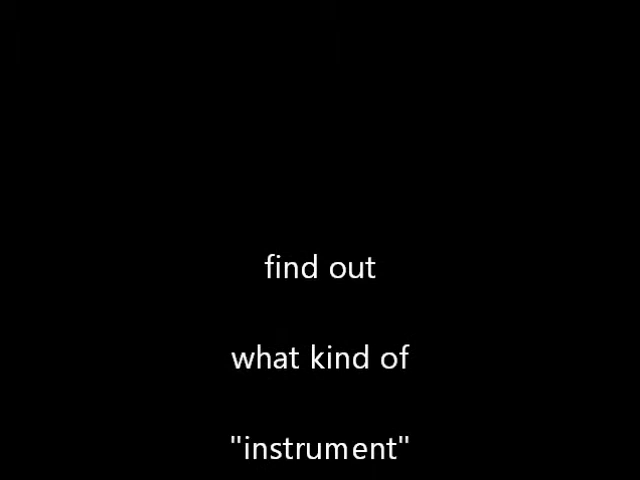 find out
what kind of
"instrument"